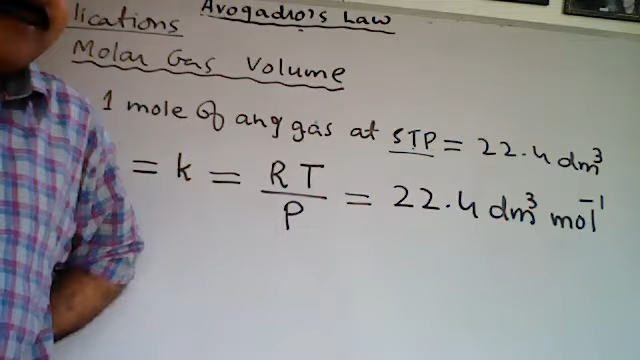 Avogadro's Law
lications
Molar Gas Volume
1 mole of any gas at STP = 22.4 dm³
= k = RT/P = 22.4 dm³ mol⁻¹